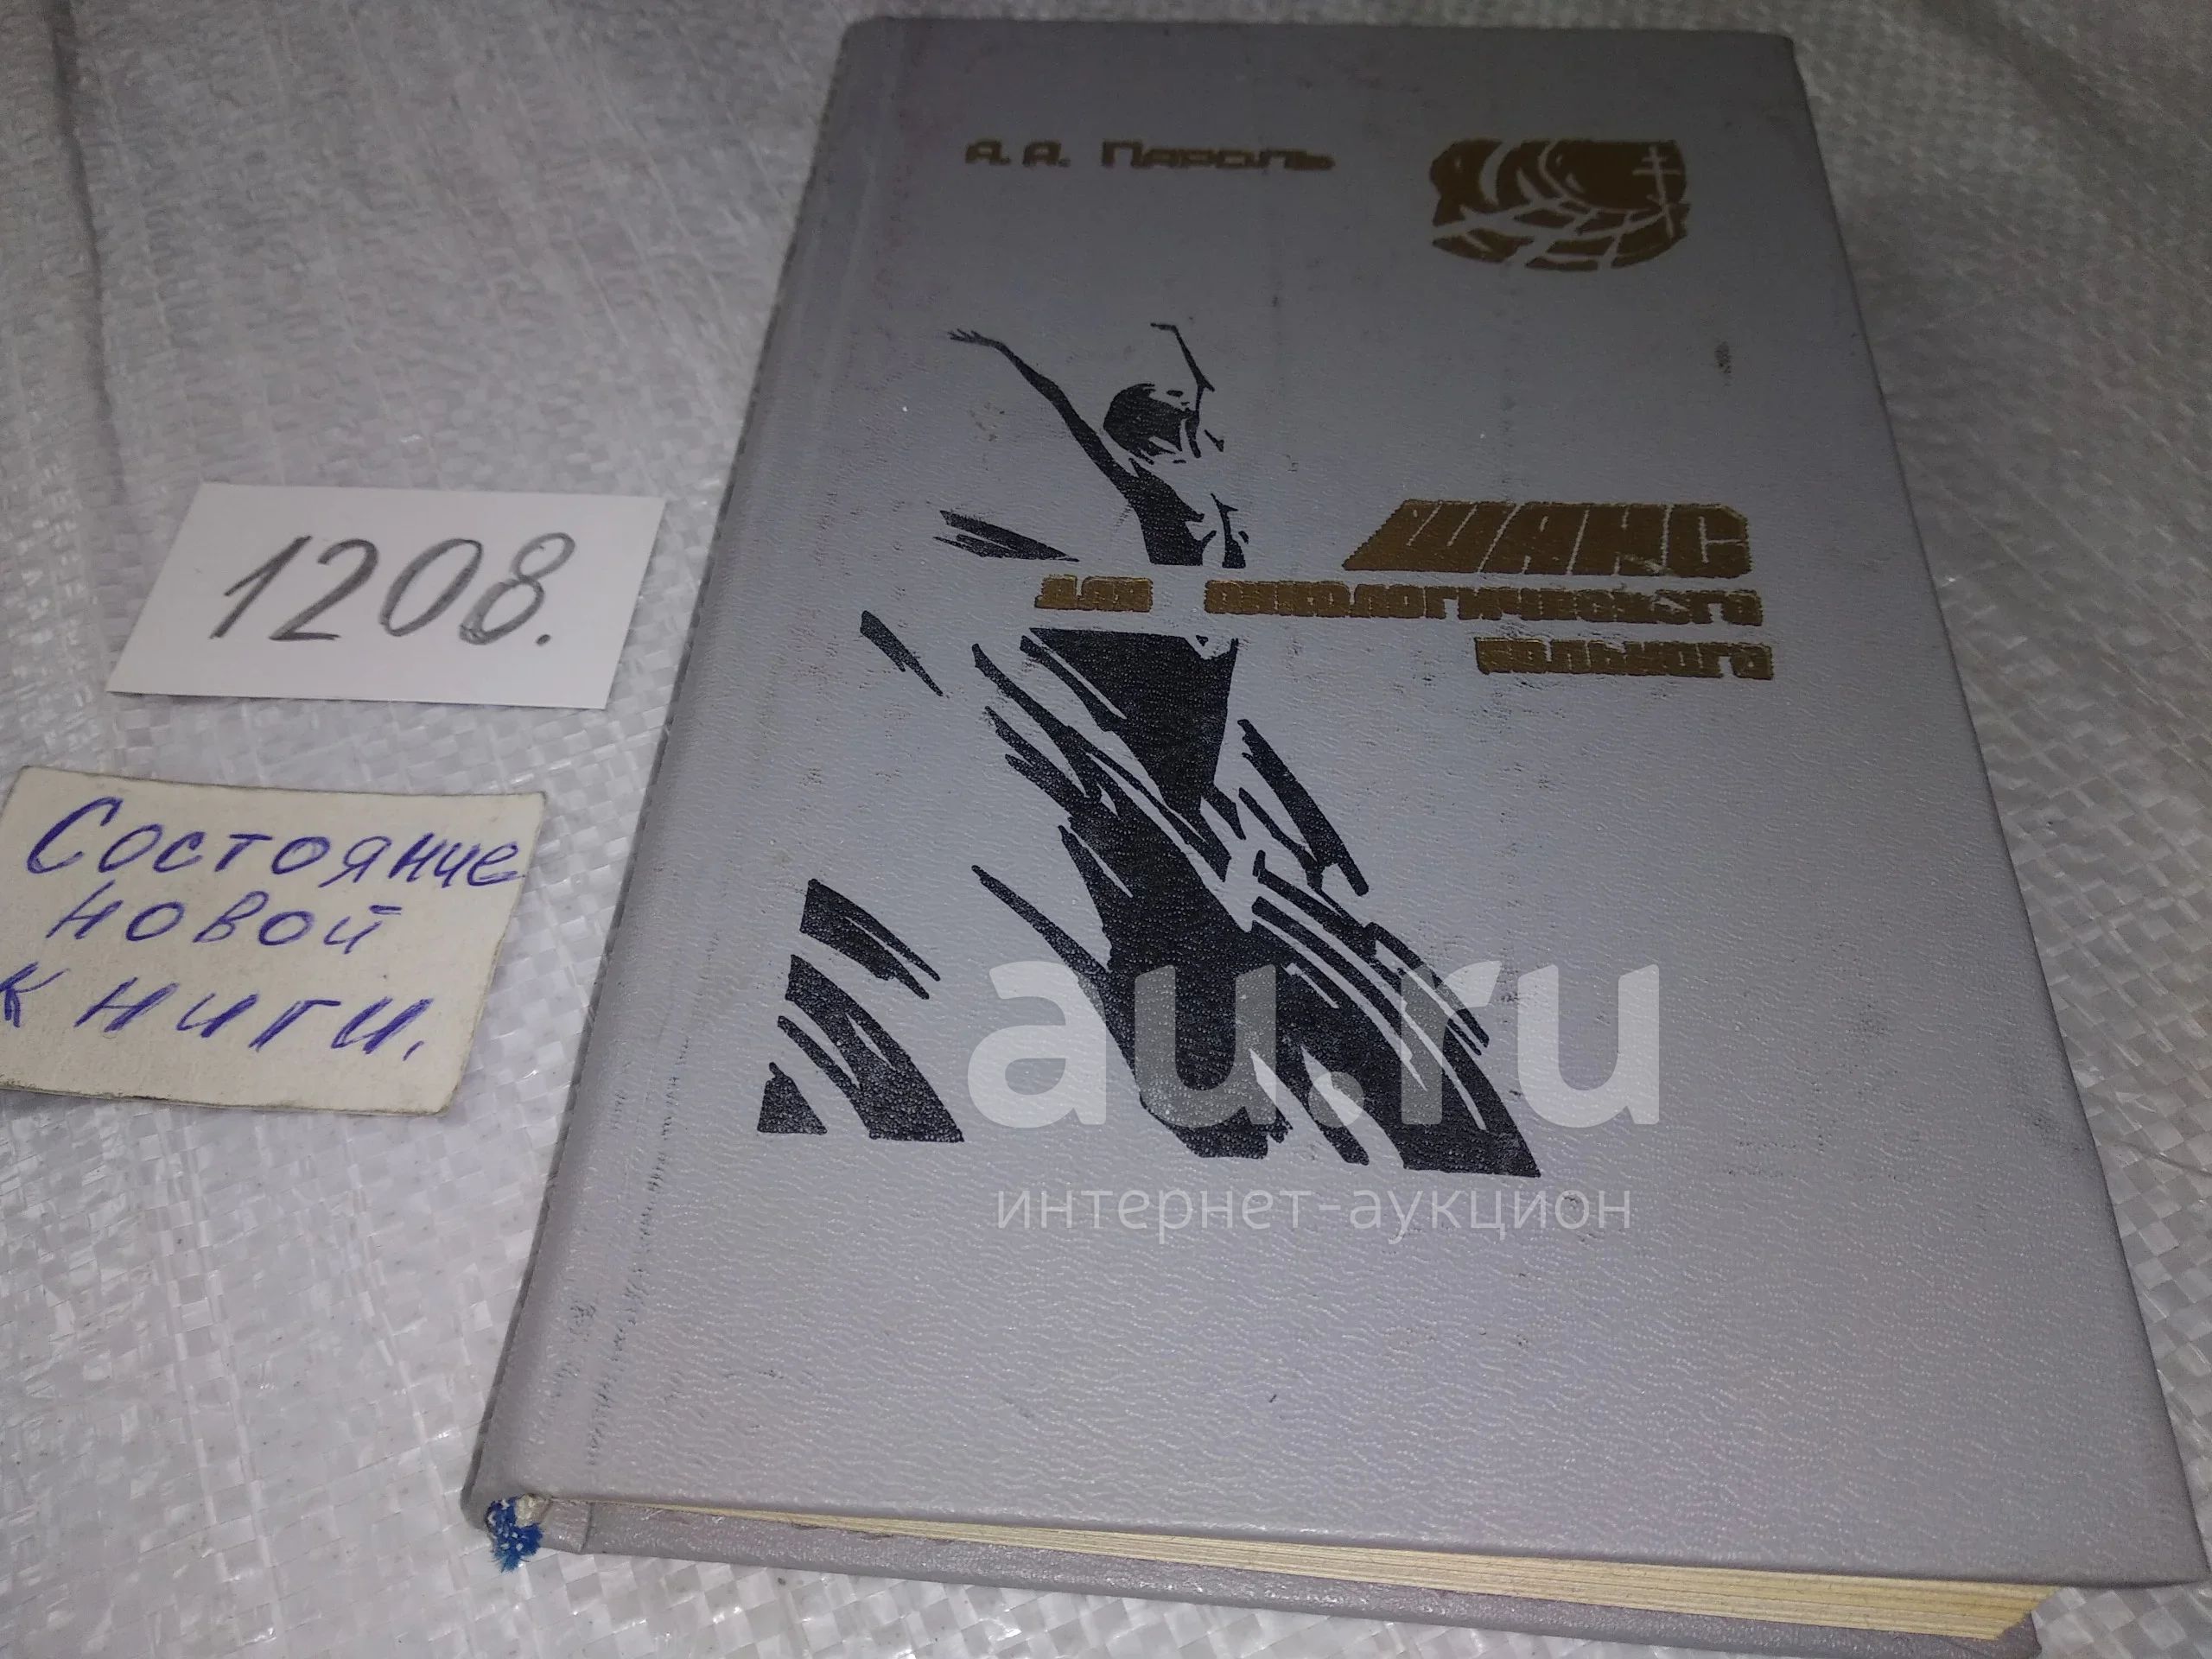 А. А. Пароль
ШАНС
для онкологического
больного
1208.
Состояние
новой
книги.
au.ru
интернет-аукцион